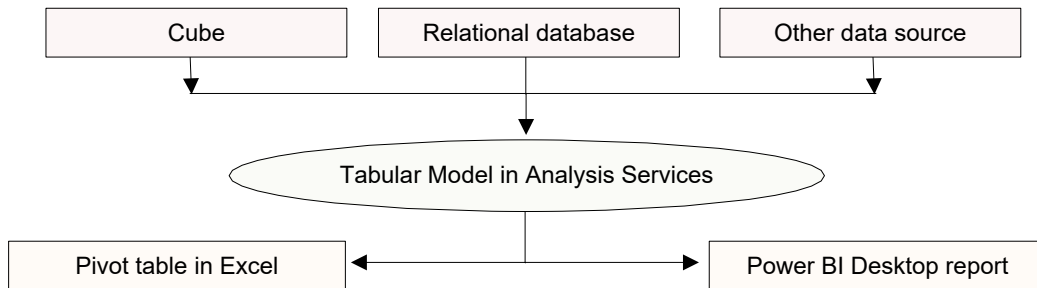 Cube
Relational database
Other data source
Tabular Model in Analysis Services
Pivot table in Excel
Power BI Desktop report